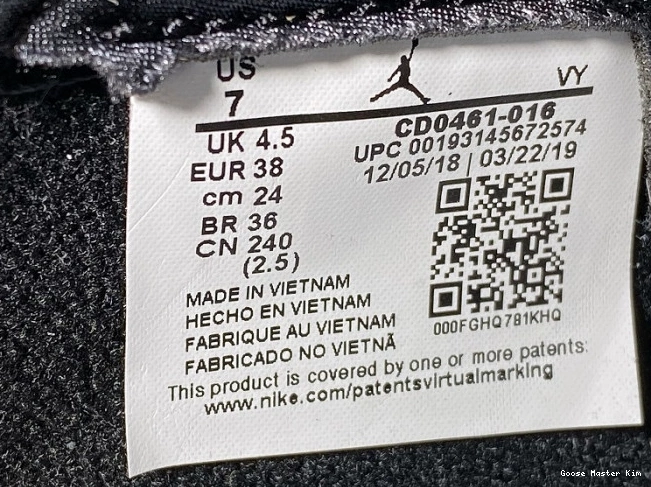 US
7
VY
CD0461-016
UPC 00193145672574
12/05/18 | 03/22/19
UK 4.5
EUR 38
cm 24
BR 36
CN 240
(2.5)
MADE IN VIETNAM
HECHO EN VIETNAM
FABRIQUE AU VIETNAM
FABRICADO NO VIETNÃ
000FGHQ781KHQ
This product is covered by one or more patents:
www.nike.com/patentsvirtualmarking
Goose Master Kim